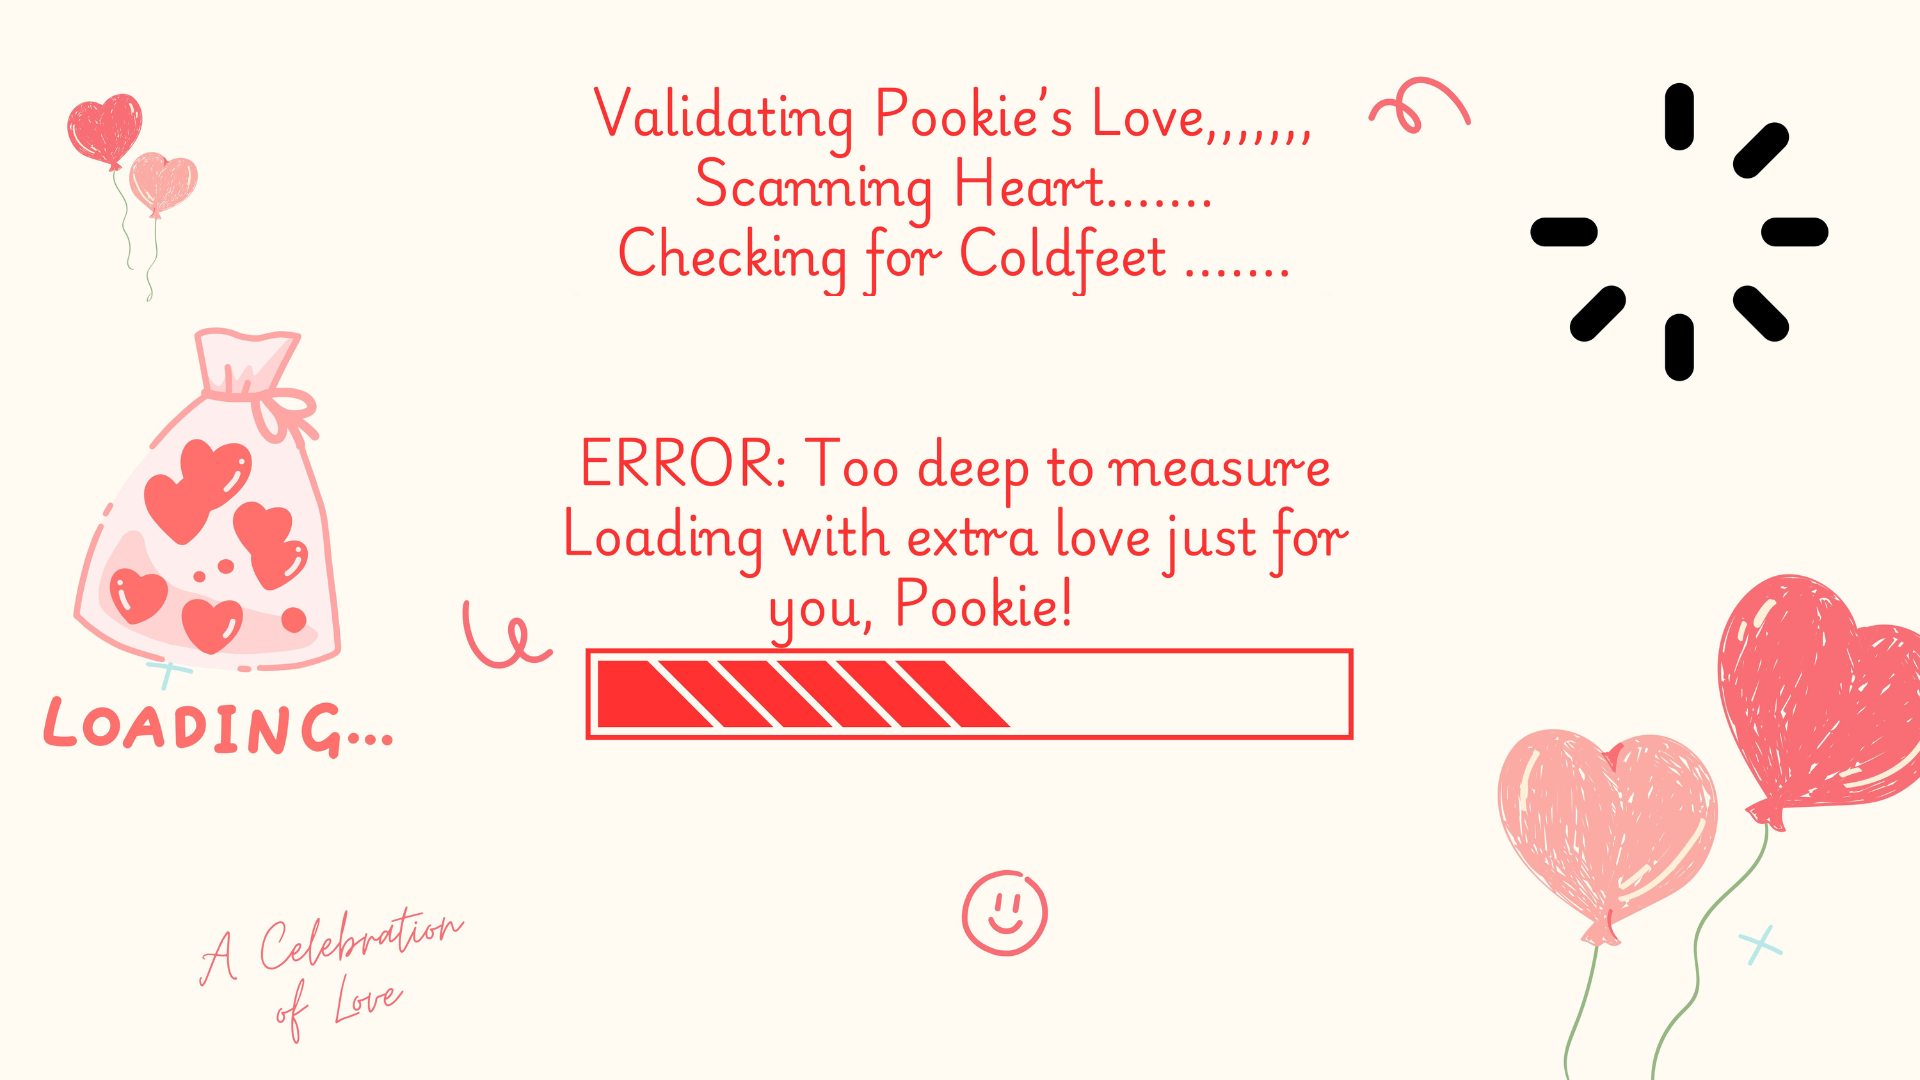 Validating Pookie’s Love,,,,,,,
Scanning Heart.......
Checking for Coldfeet .......
ERROR: Too deep to measure
Loading with extra love just for
you, Pookie!
LOADING...
A Celebration
of Love